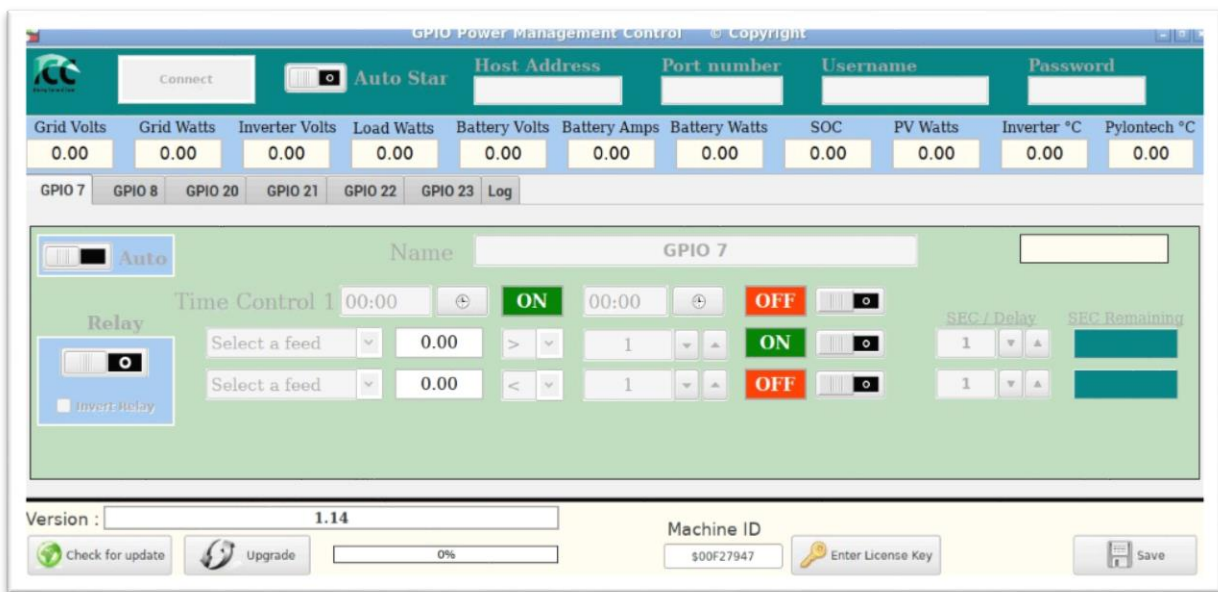 GPIO Power Management Control © Copyright
ICC Connect Auto Star Host Address Port number Username Password
Grid Volts Grid Watts Inverter Volts Load Watts Battery Volts Battery Amps Battery Watts SOC PV Watts Inverter °C Pylontech °C
0.00 0.00 0.00 0.00 0.00 0.00 0.00 0.00 0.00 0.00 0.00
GPIO 7 GPIO 8 GPIO 20 GPIO 21 GPIO 22 GPIO 23 Log
Auto Name GPIO 7
Time Control 1 00:00 ON 00:00 OFF
Relay SEC / Delay SEC Remaining
Select a feed 0.00 > 1 ON 1
Select a feed 0.00 < 1 OFF 1
Invert Relay
Version : 1.14
Machine ID
Check for update Upgrade 0% $00F27947 Enter License Key Save